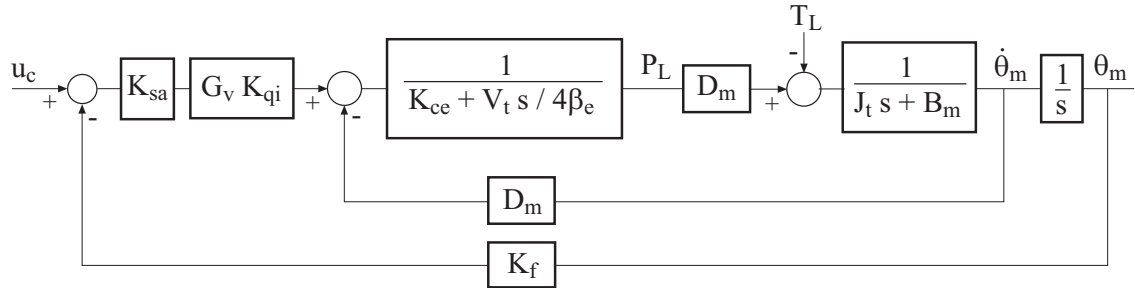 T_L
u_c
+
-
K_sa
G_v K_qi
+
-
1
K_ce + V_t s / 4β_e
P_L
D_m
+
-
1
J_t s + B_m
θ̇_m
1
s
θ_m
D_m
K_f